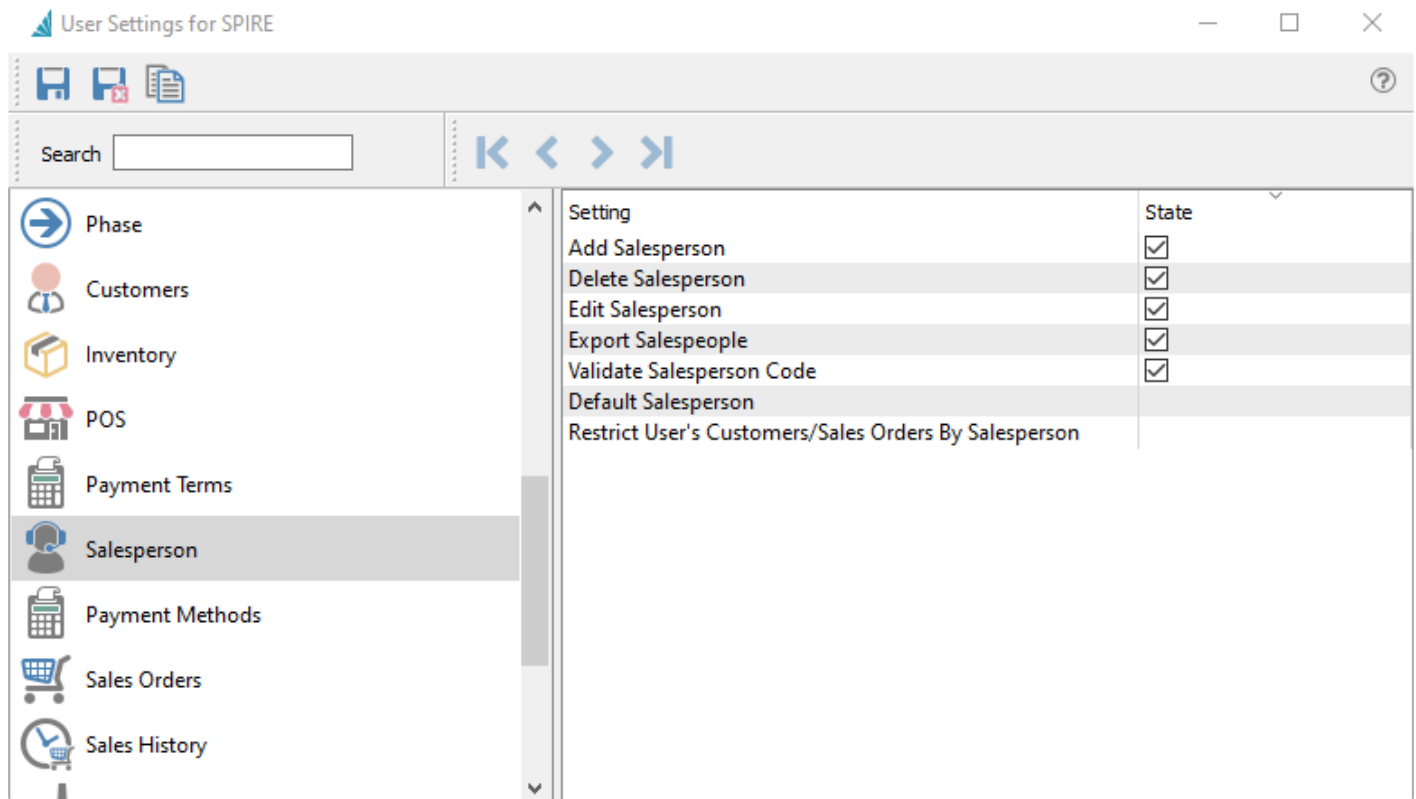 User Settings for SPIRE
Search
Phase
Customers
Inventory
POS
Payment Terms
Salesperson
Payment Methods
Sales Orders
Sales History
Setting State
Add Salesperson
Delete Salesperson
Edit Salesperson
Export Salespeople
Validate Salesperson Code
Default Salesperson
Restrict User's Customers/Sales Orders By Salesperson